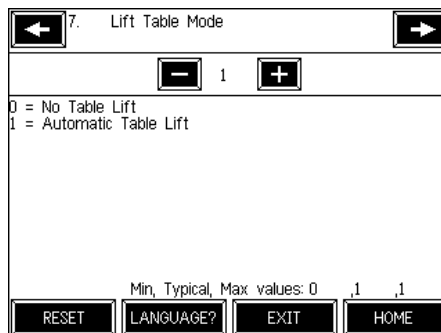 7. Lift Table Mode
1
0 = No Table Lift
1 = Automatic Table Lift
Min, Typical, Max values: 0 ,1 ,1
RESET LANGUAGE? EXIT HOME